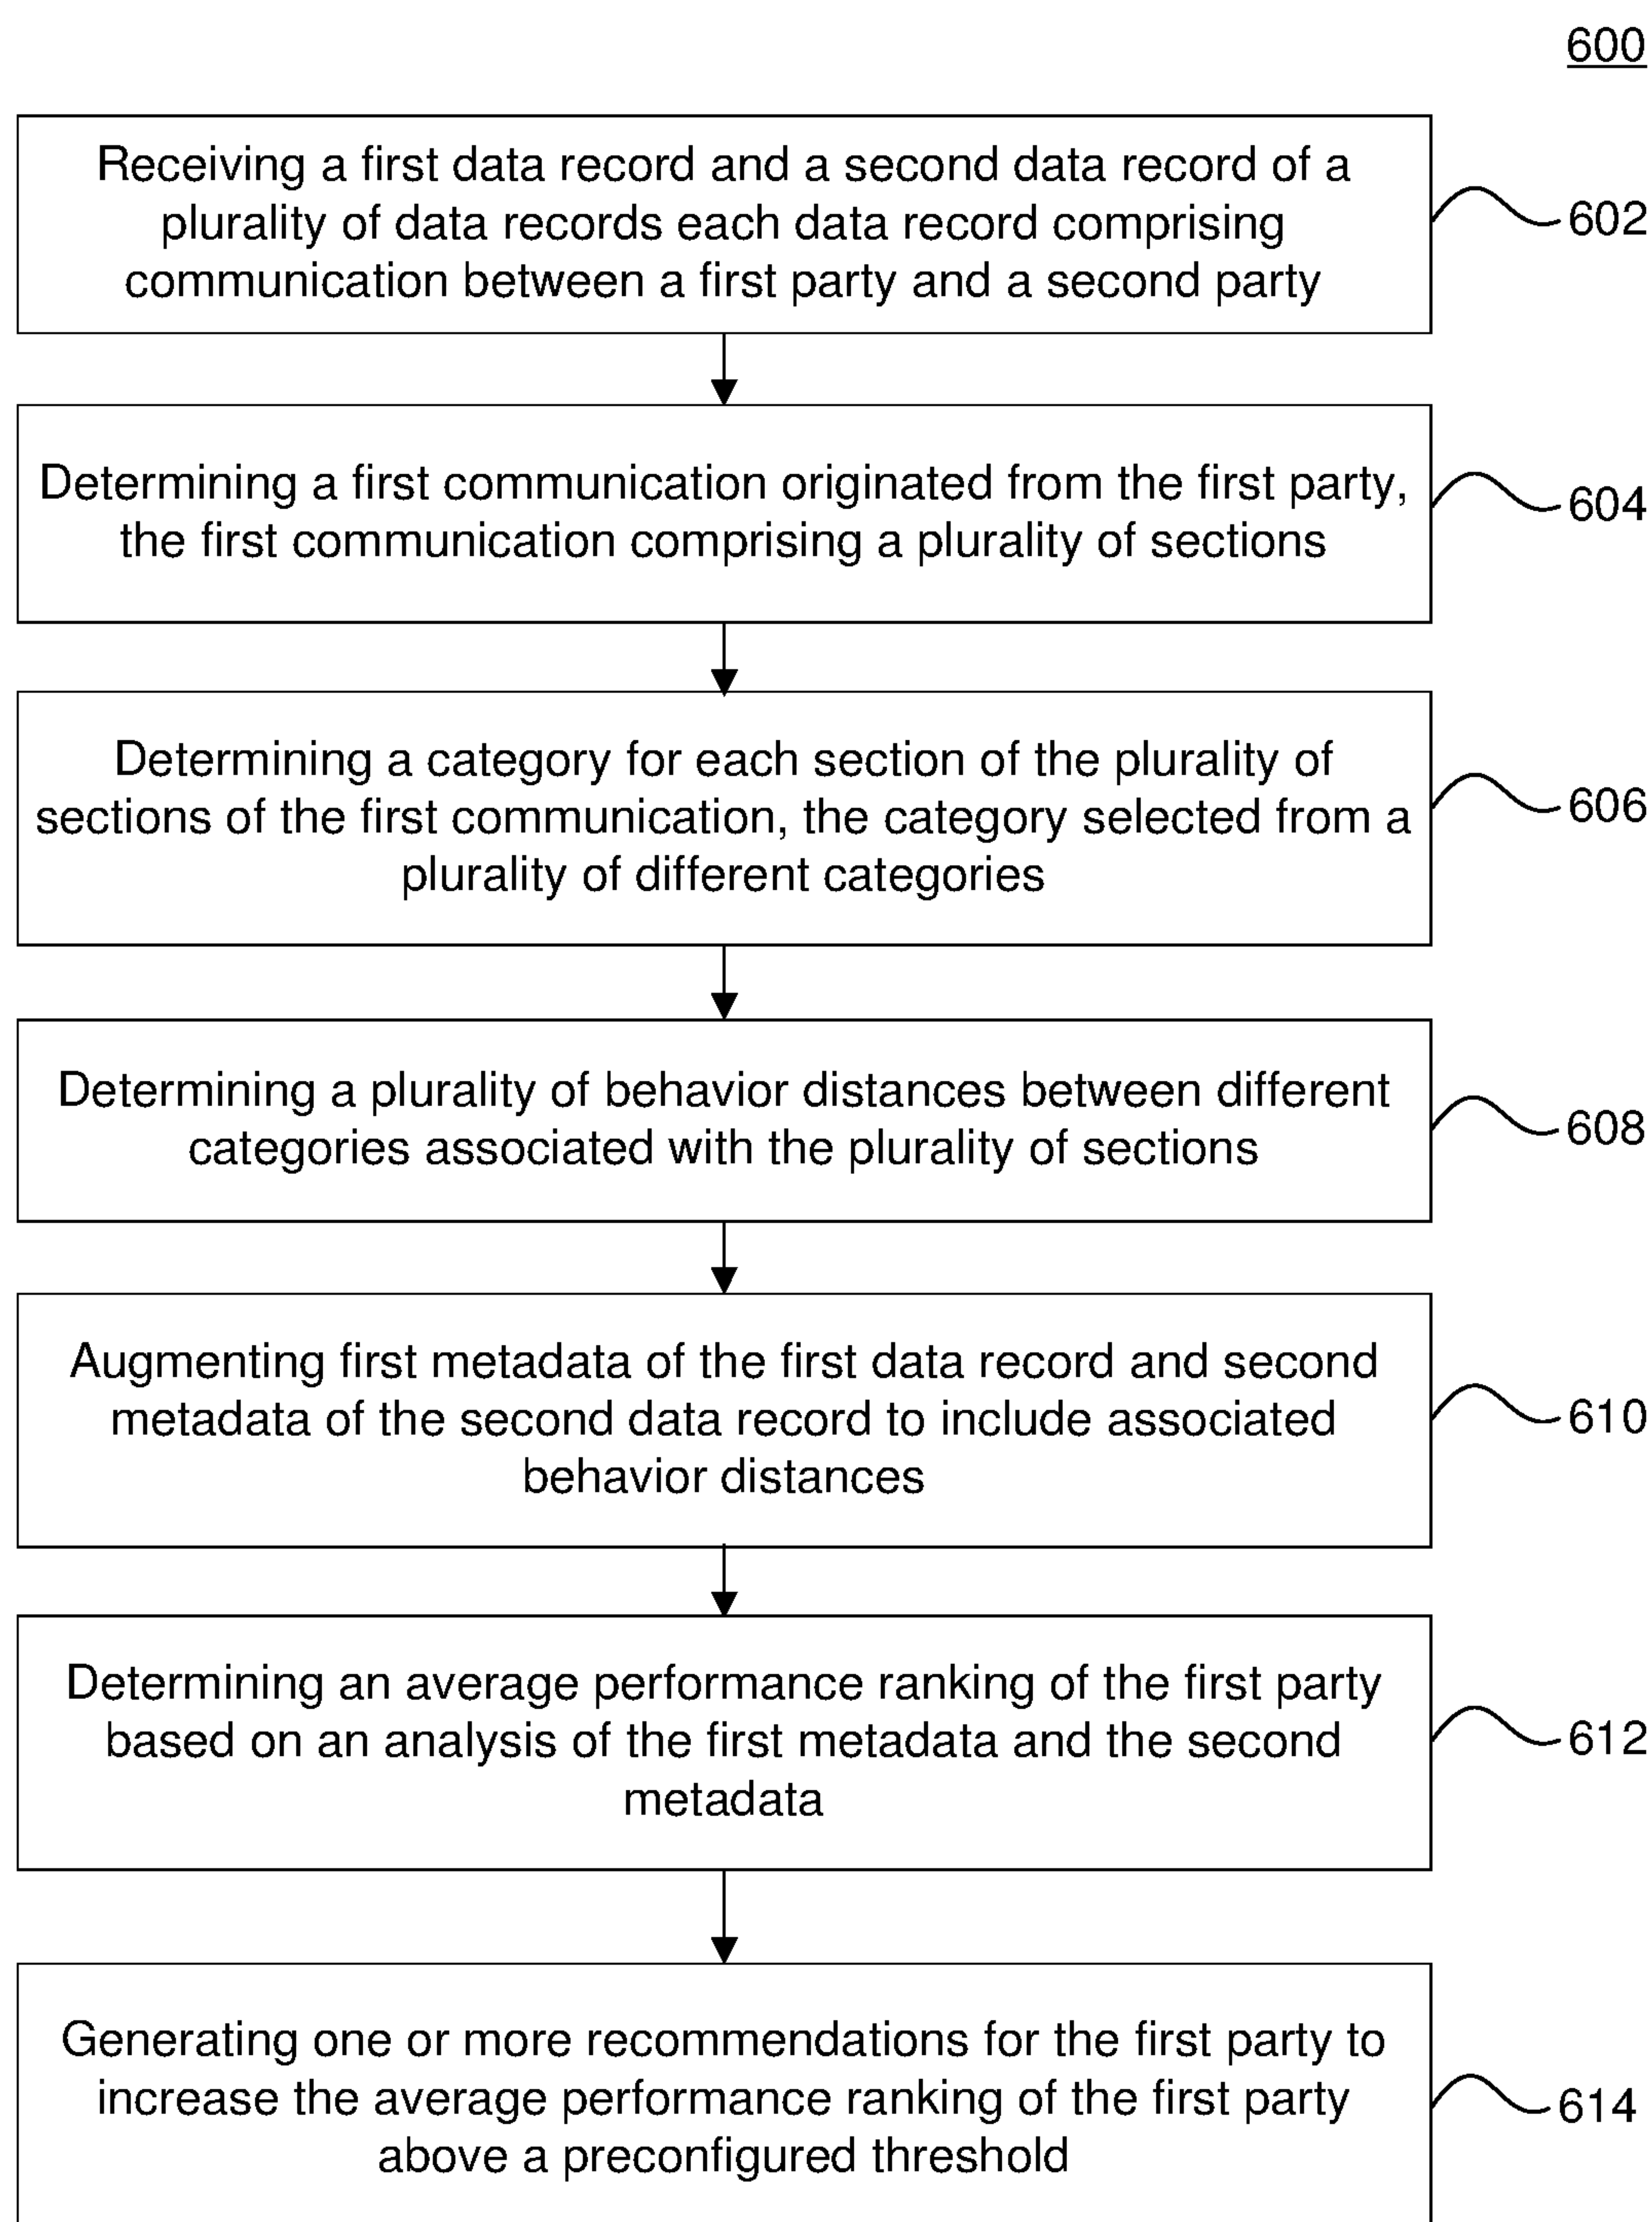 600
Receiving a first data record and a second data record of a
plurality of data records each data record comprising
communication between a first party and a second party
602
Determining a first communication originated from the first party,
the first communication comprising a plurality of sections
604
Determining a category for each section of the plurality of
sections of the first communication, the category selected from a
plurality of different categories
606
Determining a plurality of behavior distances between different
categories associated with the plurality of sections
608
Augmenting first metadata of the first data record and second
metadata of the second data record to include associated
behavior distances
610
Determining an average performance ranking of the first party
based on an analysis of the first metadata and the second
metadata
612
Generating one or more recommendations for the first party to
increase the average performance ranking of the first party
above a preconfigured threshold
614